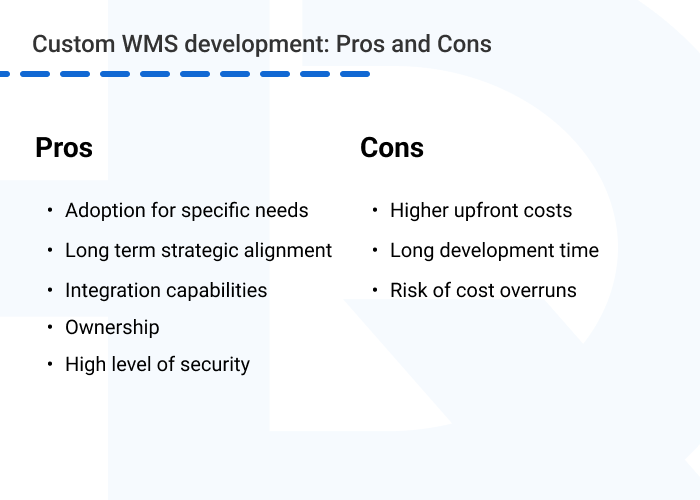 Custom WMS development: Pros and Cons
Pros
• Adoption for specific needs
• Long term strategic alignment
• Integration capabilities
• Ownership
• High level of security
Cons
• Higher upfront costs
• Long development time
• Risk of cost overruns